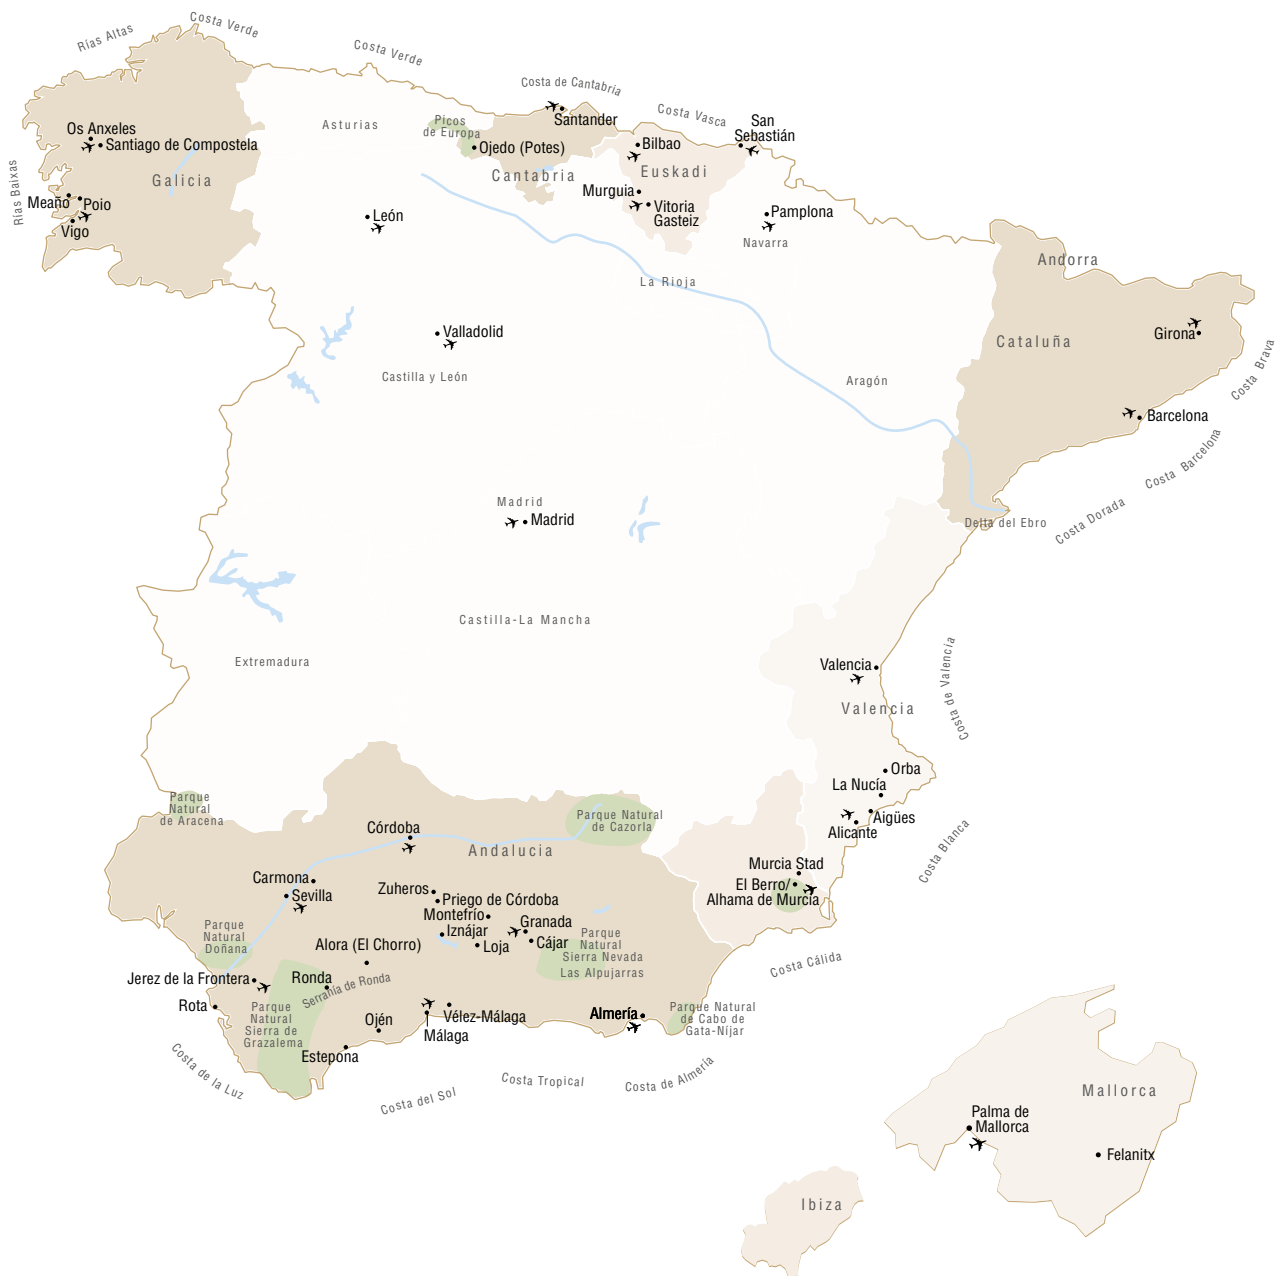 Rías Altas
Costa Verde
Costa Verde
Costa de Cantabria
Costa Vasca
San
Sebastián
Os Anxeles
Santiago de Compostela
Galicia
Rías Baixas
Meaño
Poio
Vigo
Asturias
Picos
de Europa
Santander
Ojedo (Potes)
Cantabria
Bilbao
Euskadi
Murguia
Vitoria
Gasteiz
Pamplona
Navarra
León
La Rioja
Andorra
Cataluña
Girona
Costa Brava
Valladolid
Castilla y León
Aragón
Barcelona
Costa Barcelona
Costa Dorada
Delta del Ebro
Madrid
Madrid
Castilla-La Mancha
Extremadura
Valencia
Valencia
Costa de Valencia
Orba
La Nucía
Aigües
Alicante
Costa Blanca
Parque
Natural
de Aracena
Parque Natural
de Cazorla
Córdoba
Andalucia
Murcia Stad
El Berro/
Alhama de Murcia
Carmona
Sevilla
Zuheros
Priego de Córdoba
Montefrío
Iznájar
Granada
Loja
Cájar
Parque
Natural
Sierra Nevada
Las Alpujarras
Parque
Natural
Doñana
Alora (El Chorro)
Costa Cálida
Jerez de la Frontera
Ronda
Serranía de Ronda
Rota
Parque
Natural
Sierra de
Grazalema
Ojén
Estepona
Vélez-Málaga
Málaga
Almería
Parque Natural
de Cabo de
Gata-Níjar
Costa de la Luz
Costa del Sol
Costa Tropical
Costa de Almería
Mallorca
Palma de
Mallorca
Felanitx
Ibiza